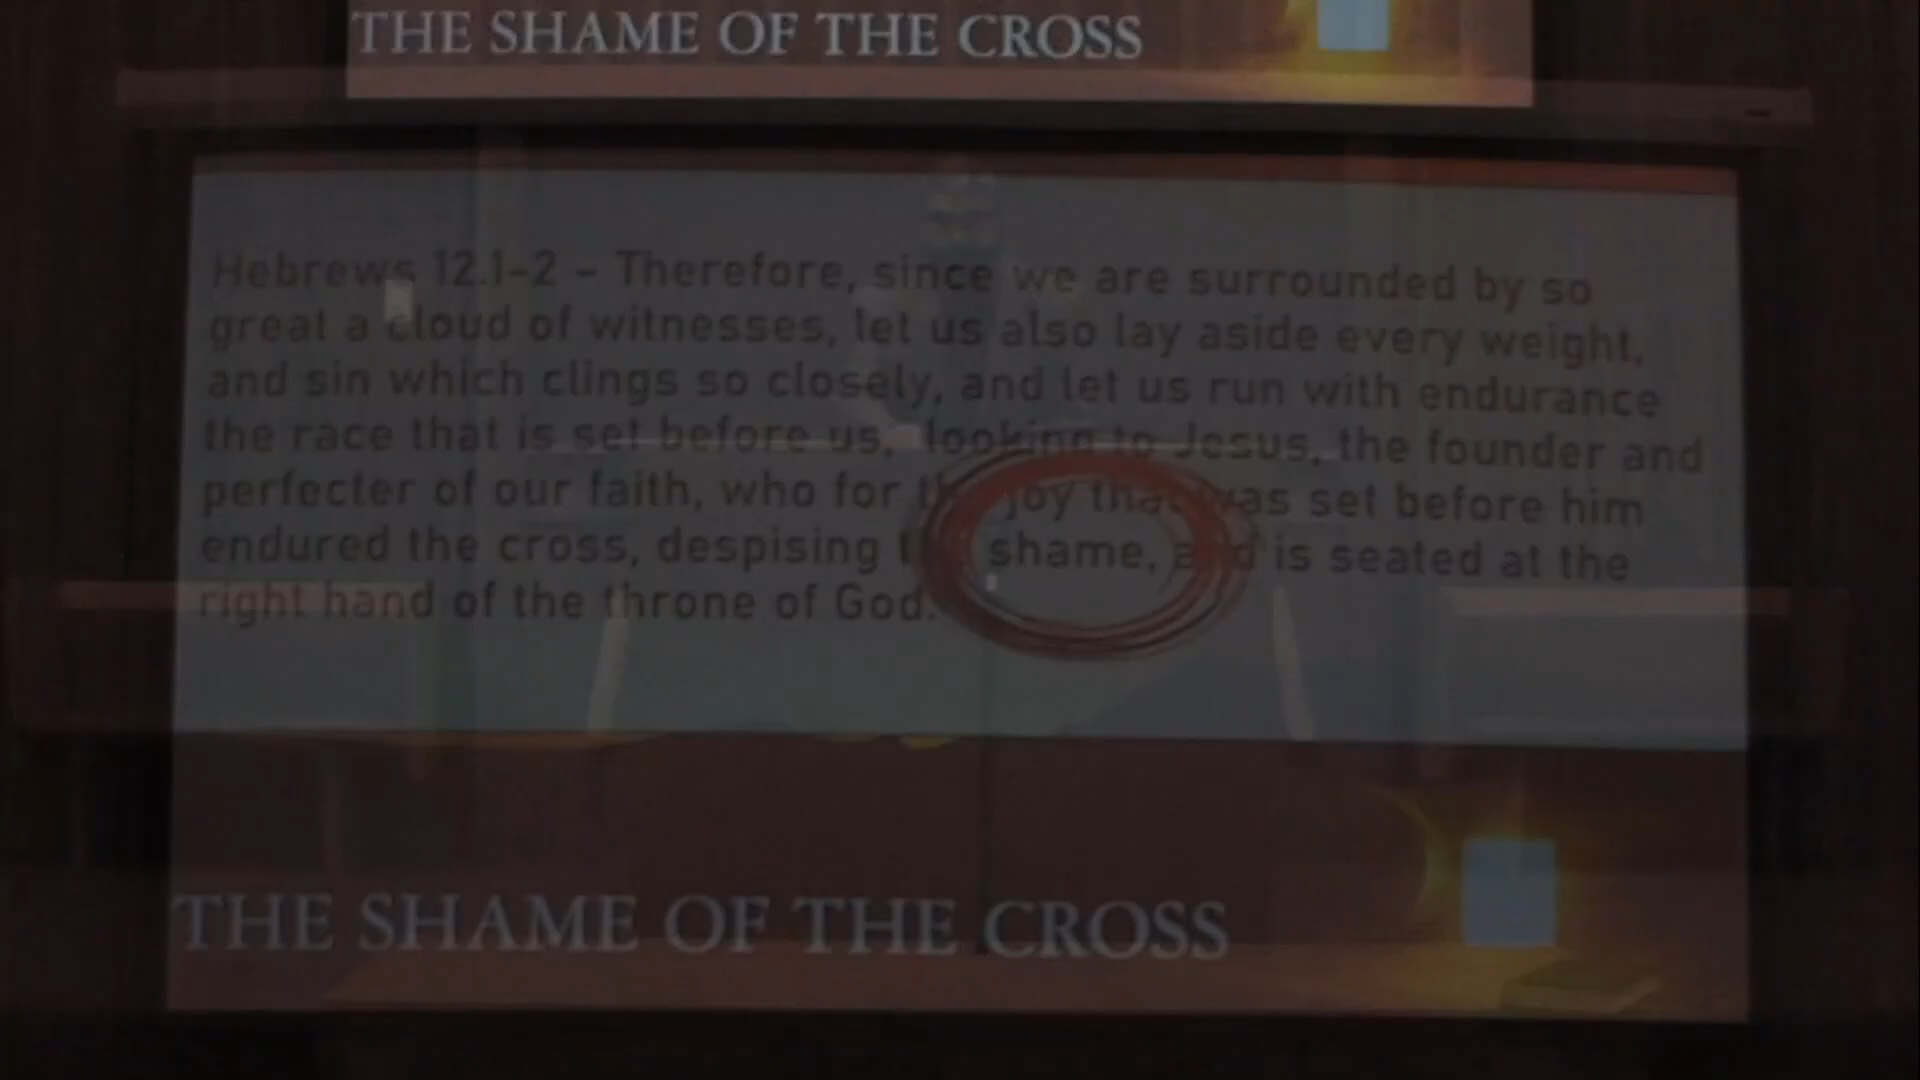 THE SHAME OF THE CROSS
Hebrews 12.1-2 - Therefore, since we are surrounded by so
great a cloud of witnesses, let us also lay aside every weight,
and sin which clings so closely, and let us run with endurance
the race that is set before us, looking to Jesus, the founder and
perfecter of our faith, who for the joy that was set before him
endured the cross, despising the shame, and is seated at the
right hand of the throne of God.
THE SHAME OF THE CROSS